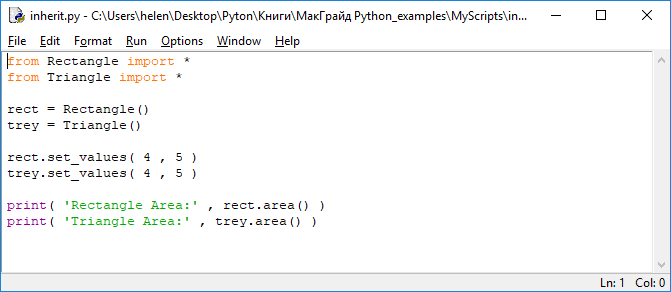 inherit.py - C:\Users\helen\Desktop\Pyton\Книги\МакГрайд Python_examples\MyScripts\in...
File Edit Format Run Options Window Help
from Rectangle import *
from Triangle import *
rect = Rectangle()
trey = Triangle()
rect.set_values( 4 , 5 )
trey.set_values( 4 , 5 )
print( 'Rectangle Area:' , rect.area() )
print( 'Triangle Area:' , trey.area() )
Ln: 1 Col: 0